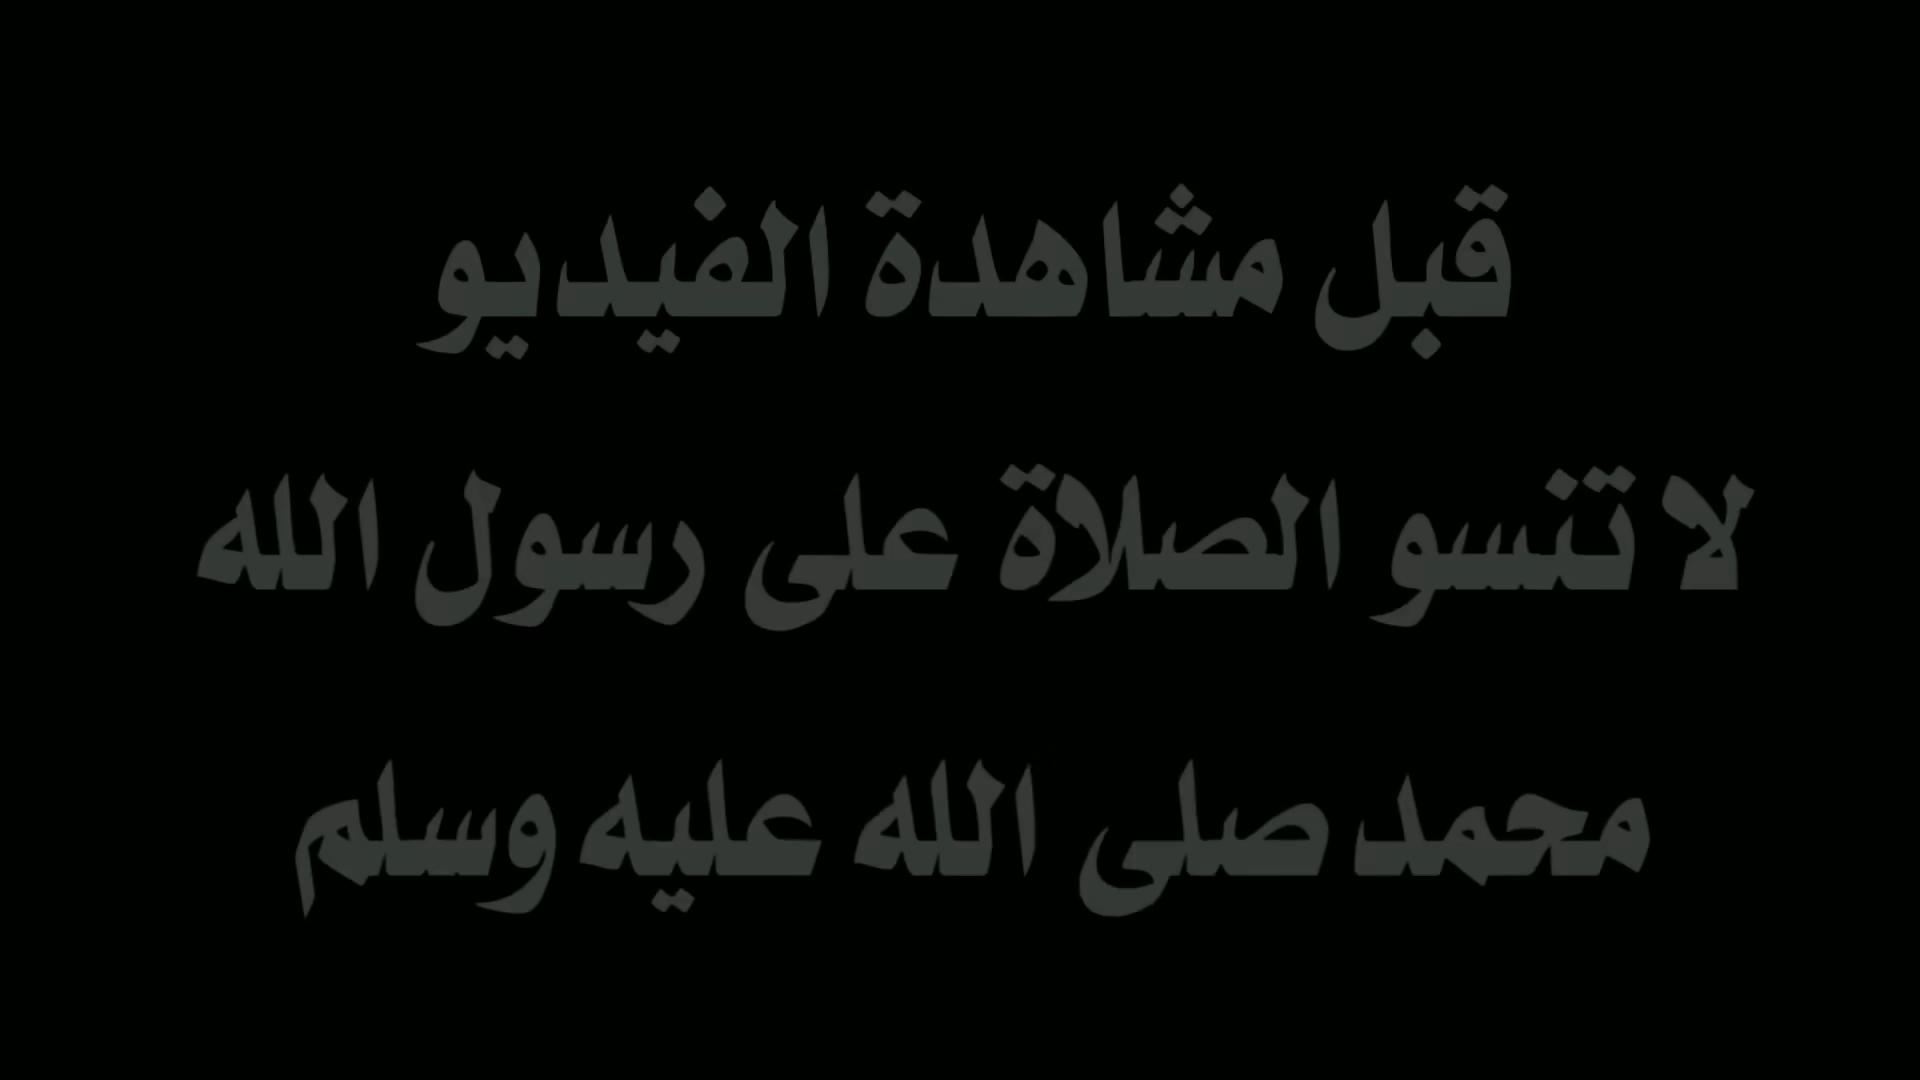 قبل مشاهدة الفيديو
لا تنسو الصلاة على رسول الله
محمد صلى الله عليه وسلم